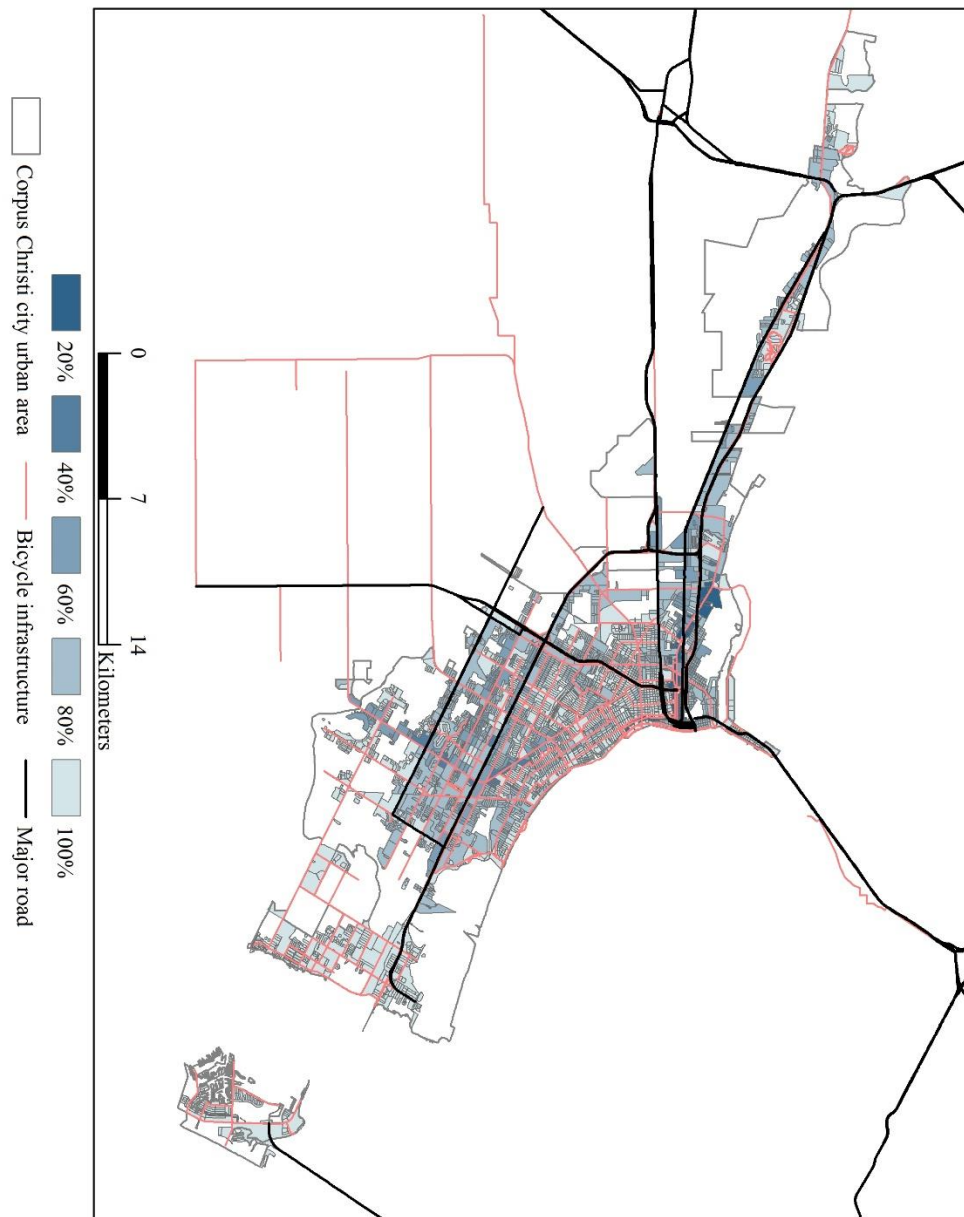 0 7 14
Kilometers
20% 40% 60% 80% 100%
Corpus Christi city urban area Bicycle infrastructure Major road